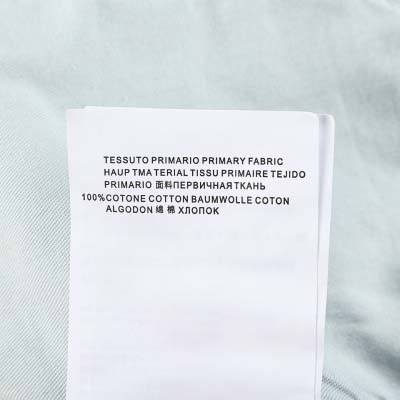 TESSUTO PRIMARIO PRIMARY FABRIC
HAUP TMA TERIAL TISSU PRIMAIRE TEJIDO
PRIMARIO 面料ПЕРВИЧНАЯ ТКАНЬ
100%COTONE COTTON BAUMWOLLE COTON
ALGODON 绵 棉 ХЛОПОК